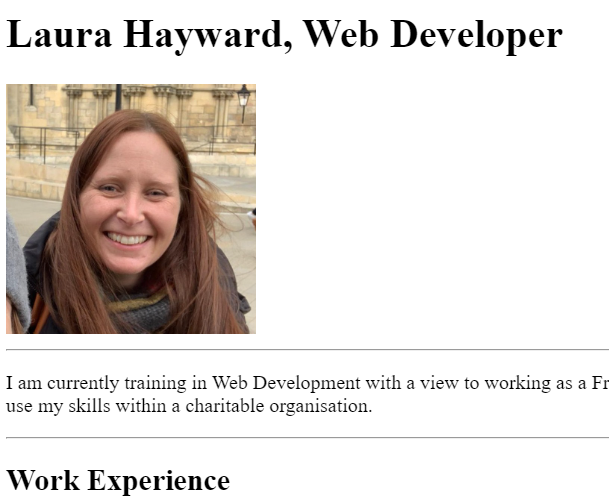 Laura Hayward, Web Developer
I am currently training in Web Development with a view to working as a Fr
use my skills within a charitable organisation.
Work Experience